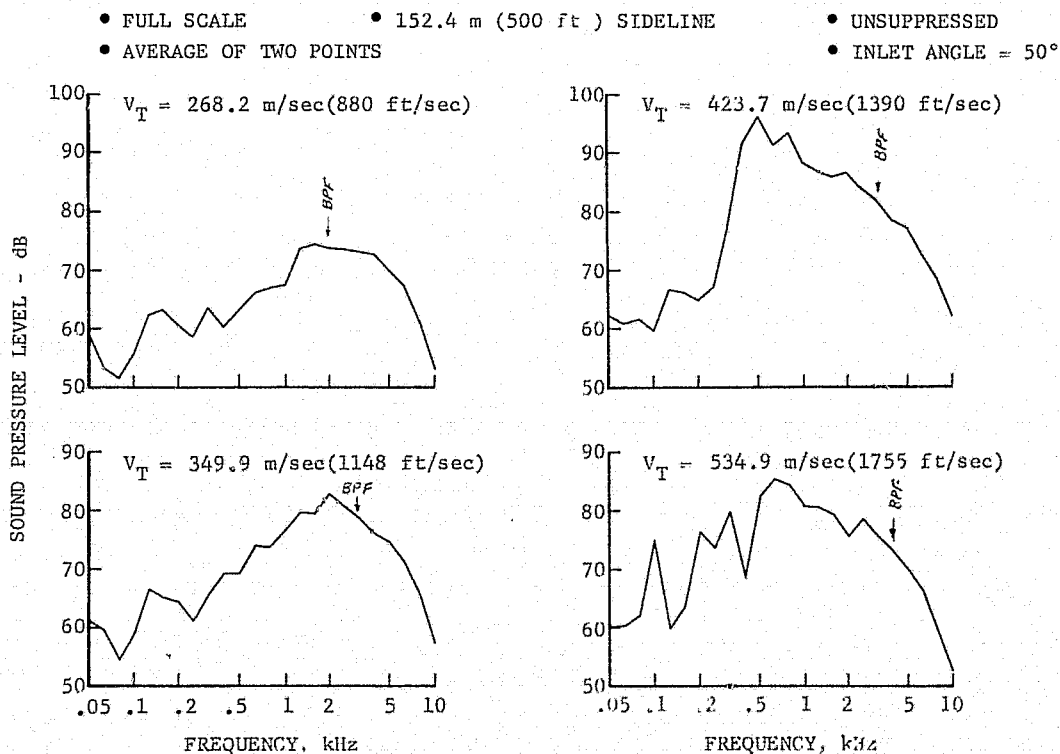 • FULL SCALE • 152.4 m (500 ft ) SIDELINE • UNSUPPRESSED
• AVERAGE OF TWO POINTS • INLET ANGLE = 50°
SOUND PRESSURE LEVEL - dB
V_T = 268.2 m/sec(880 ft/sec)
BPF
100
90
80
70
60
50
V_T = 423.7 m/sec(1390 ft/sec)
BPF
100
90
80
70
60
50
V_T = 349.9 m/sec(1148 ft/sec)
BPF
90
80
70
60
50
.05 .1 .2 .5 1 2 5 10
FREQUENCY, kHz
V_T = 534.9 m/sec(1755 ft/sec)
BPF
90
80
70
60
50
.05 .1 .2 .5 1 2 5 10
FREQUENCY, kHz